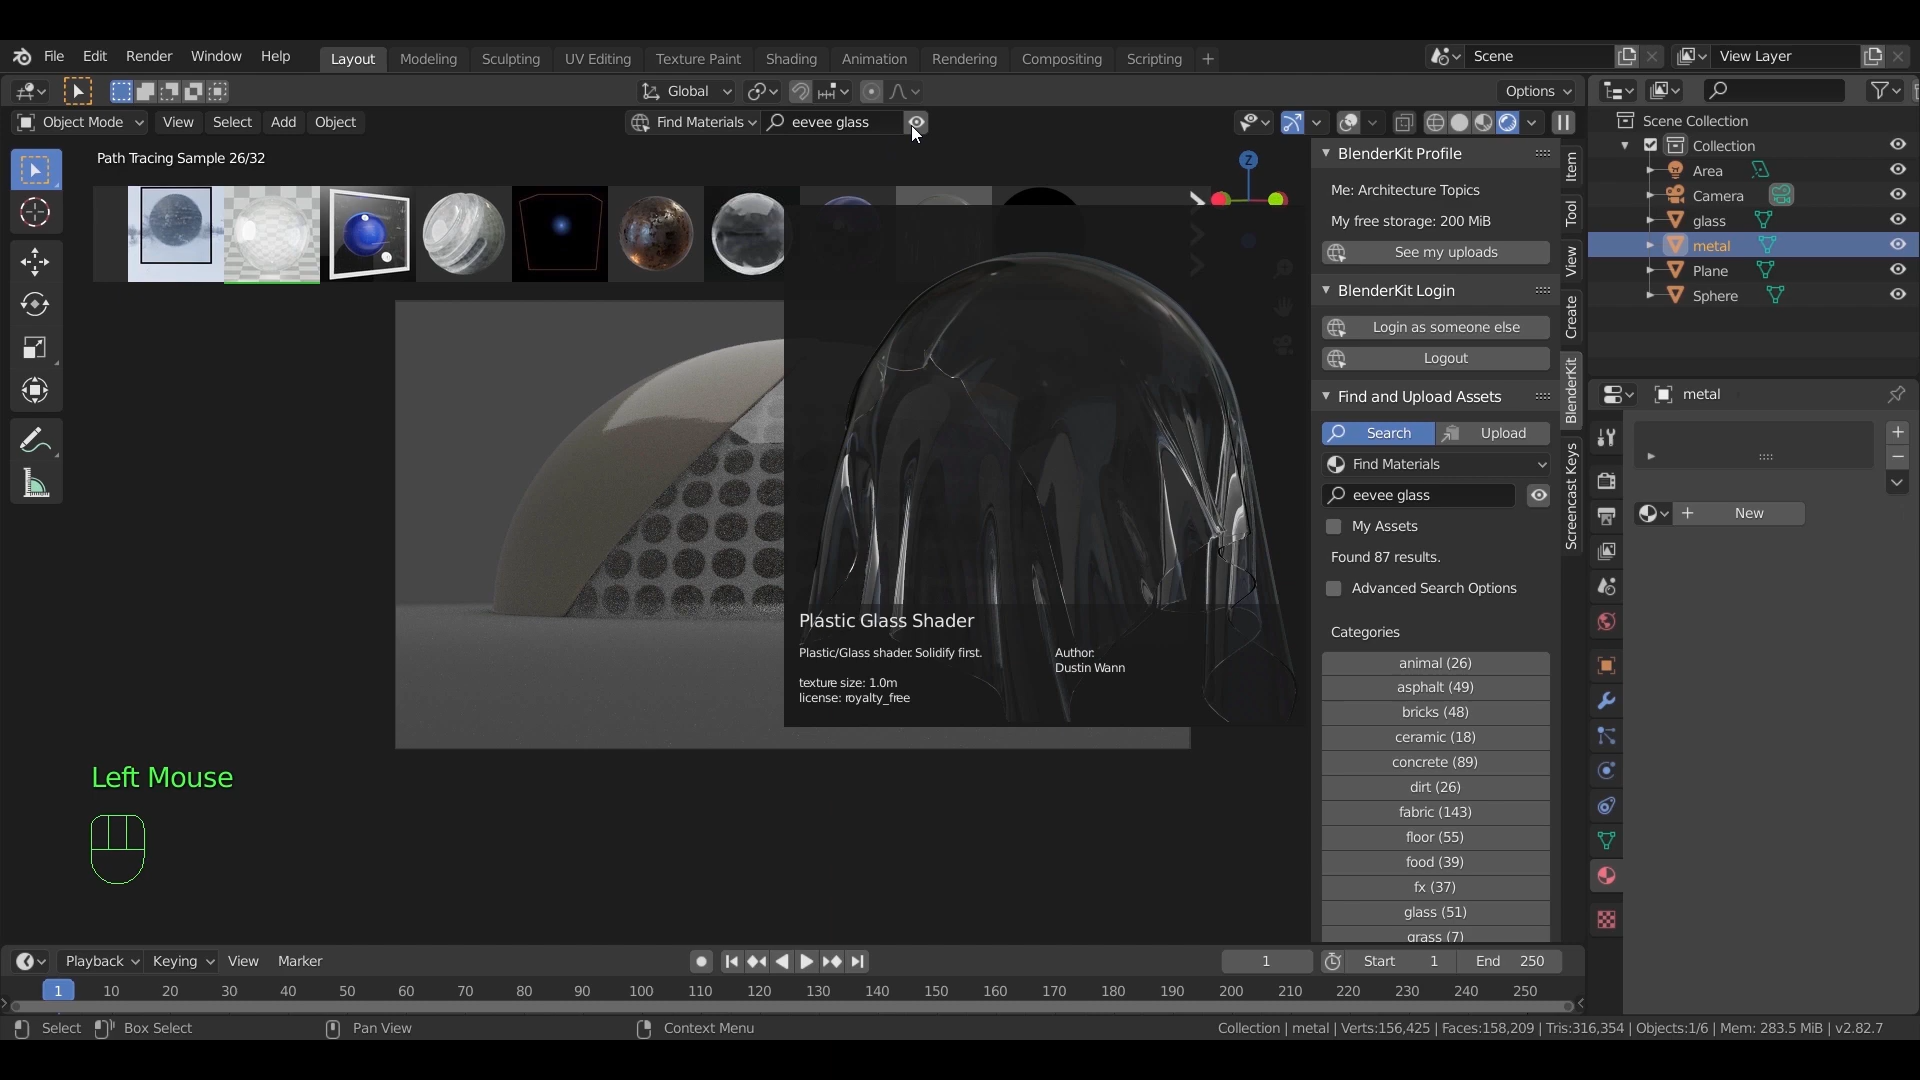 File Edit Render Window Help Layout Modeling Sculpting UV Editing Texture Paint Shading Animation Rendering Compositing Scripting + Scene View Layer
Global Options
Object Mode View Select Add Object Find Materials eevee glass
Path Tracing Sample 26/32
Z
BlenderKit Profile
Me: Architecture Topics
My free storage: 200 MiB
See my uploads
BlenderKit Login
Login as someone else
Logout
Find and Upload Assets
Search Upload
Find Materials
eevee glass
My Assets
Found 87 results.
Advanced Search Options
Categories
animal (26)
asphalt (49)
bricks (48)
ceramic (18)
concrete (89)
dirt (26)
fabric (143)
floor (55)
food (39)
fx (37)
glass (51)
grass (7)
Item
Tool
View
Create
BlenderKit
Screencast Keys
Scene Collection
Collection
Area
Camera
glass
metal
Plane
Sphere
metal
New
Plastic Glass Shader
Plastic/Glass shader. Solidify first.
texture size: 1.0m
license: royalty_free
Author:
Dustin Wann
Left Mouse
Playback Keying View Marker 1 Start 1 End 250
1 10 20 30 40 50 60 70 80 90 100 110 120 130 140 150 160 170 180 190 200 210 220 230 240 250
Select Box Select Pan View Context Menu Collection | metal | Verts:156,425 | Faces:158,209 | Tris:316,354 | Objects:1/6 | Mem: 283.5 MiB | v2.82.7